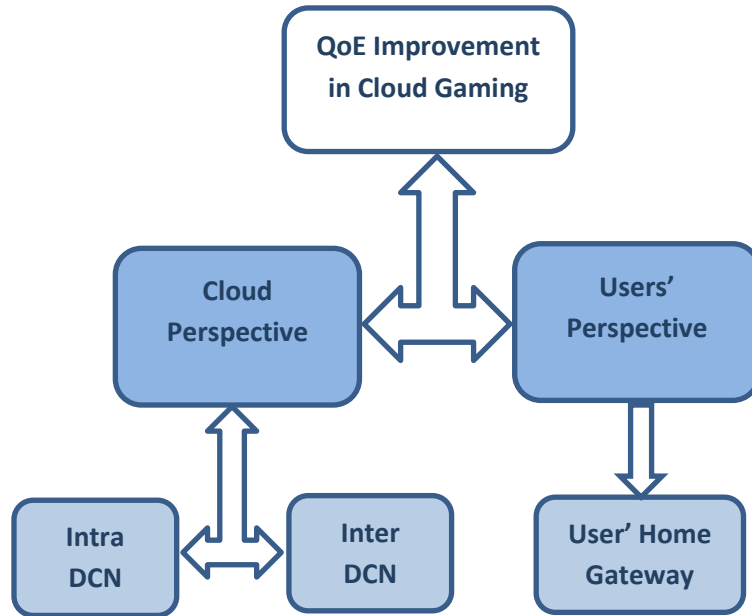 QoE Improvement
in Cloud Gaming
Cloud
Perspective
Users’
Perspective
Intra
DCN
Inter
DCN
User’ Home
Gateway